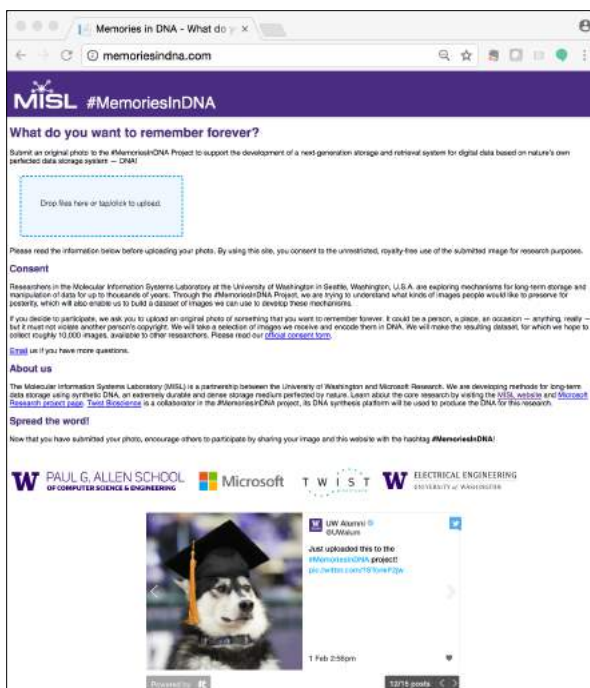 Memories in DNA - What do y
memoriesindna.com
MISL #MemoriesInDNA
What do you want to remember forever?
Submit an original photo to the #MemoriesInDNA Project to support the development of a next-generation storage and retrieval system for digital data based on nature's own
perfected data storage system — DNA!
Drop files here or tap/click to upload.
Please read the information below before uploading your photo. By using this site, you consent to the unrestricted, royalty-free use of the submitted image for research purposes.
Consent
Researchers in the Molecular Information Systems Laboratory at the University of Washington in Seattle, Washington, U.S.A. are exploring mechanisms for long-term storage and
manipulation of data for up to thousands of years. Through the #MemoriesInDNA Project, we are trying to understand what kinds of images people would like to preserve for
posterity, which will also enable us to build a dataset of images we can use to develop these mechanisms.
If you decide to participate, we ask you to upload an original photo of something that you want to remember forever. It could be a person, a place, an occasion — anything, really —
but it must not violate another person's copyright. We will take a selection of images we receive and encode them in DNA. We will make the resulting dataset, for which we hope to
collect roughly 10,000 images, available to other researchers. Please read our official consent form.
Email us if you have more questions.
About us
The Molecular Information Systems Laboratory (MISL) is a partnership between the University of Washington and Microsoft Research. We are developing methods for long-term
data storage using synthetic DNA, an extremely durable and dense storage medium perfected by nature. Learn about the core research by visiting the MISL website and Microsoft
Research project page. Twist Bioscience is a collaborator in the #MemoriesInDNA project, its DNA synthesis platform will be used to produce the DNA for this research.
Spread the word!
Now that you have submitted your photo, encourage others to participate by sharing your image and this website with the hashtag #MemoriesInDNA!
W PAUL G. ALLEN SCHOOL
OF COMPUTER SCIENCE & ENGINEERING
Microsoft
TWIST
W ELECTRICAL ENGINEERING
UNIVERSITY of WASHINGTON
UW Alumni
@UWalum
Just uploaded this to the
#MemoriesInDNA project!
1 Feb 2:56pm
Powered by
12/15 posts